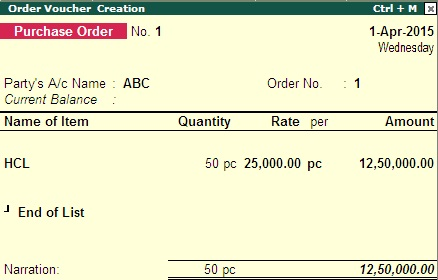 Order Voucher Creation Ctrl + M
Purchase Order No. 1 1-Apr-2015
Wednesday
Party's A/c Name : ABC Order No. : 1
Current Balance :
Name of Item Quantity Rate per Amount
HCL 50 pc 25,000.00 pc 12,50,000.00
End of List
Narration: 50 pc 12,50,000.00